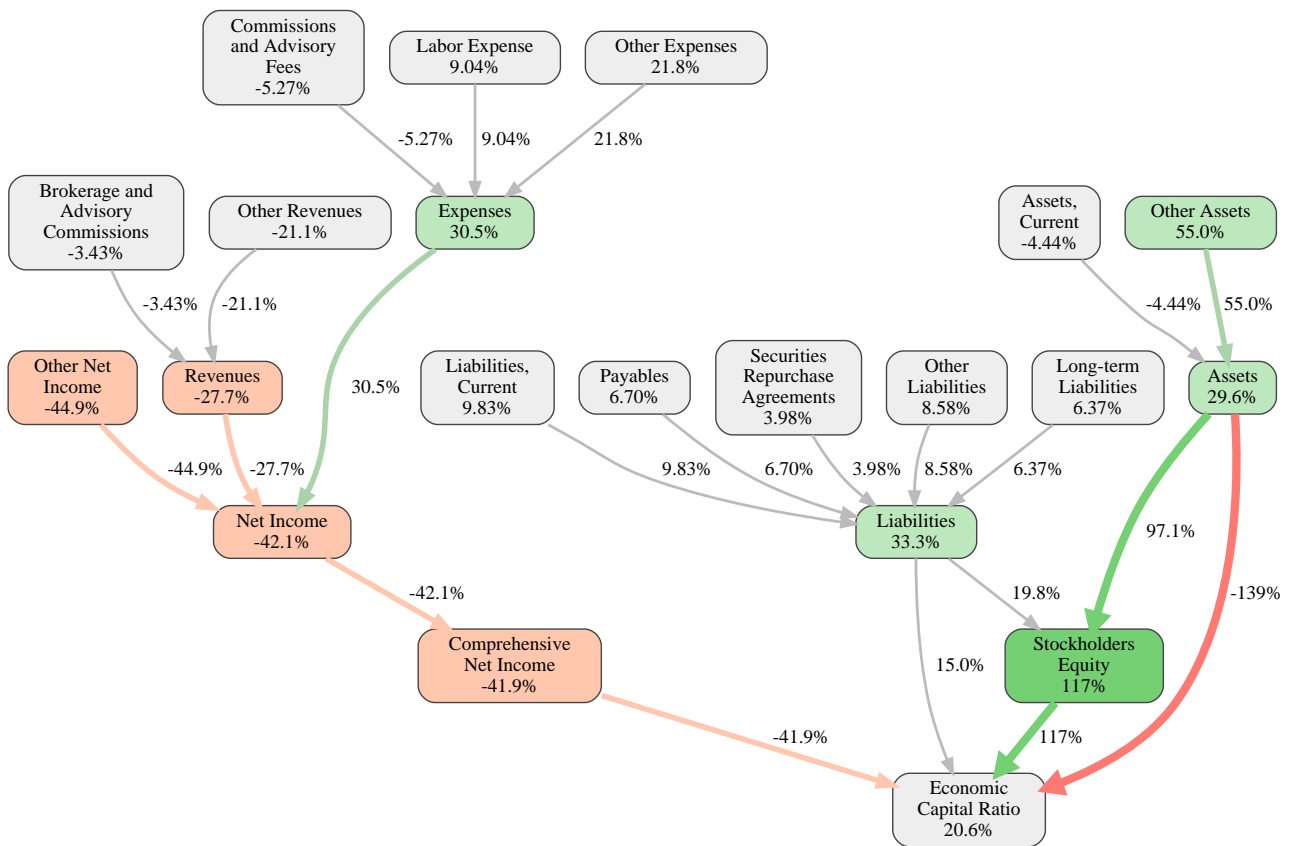 Commissions
and Advisory
Fees
-5.27%
Labor Expense
9.04%
Other Expenses
21.8%
-5.27%
9.04%
21.8%
Brokerage and
Advisory
Commissions
-3.43%
Other Revenues
-21.1%
Expenses
30.5%
Assets,
Current
-4.44%
Other Assets
55.0%
-3.43%
-21.1%
-4.44%
55.0%
Other Net
Income
-44.9%
Revenues
-27.7%
30.5%
Liabilities,
Current
9.83%
Payables
6.70%
Securities
Repurchase
Agreements
3.98%
Other
Liabilities
8.58%
Long-term
Liabilities
6.37%
Assets
29.6%
-44.9%
-27.7%
9.83%
6.70%
3.98%
8.58%
6.37%
Net Income
-42.1%
Liabilities
33.3%
97.1%
-42.1%
19.8%
-139%
Comprehensive
Net Income
-41.9%
15.0%
Stockholders
Equity
117%
-41.9%
117%
Economic
Capital Ratio
20.6%